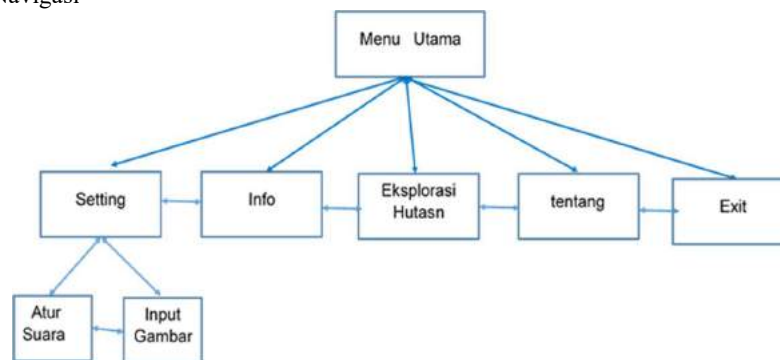 Navigasi
Menu Utama
Setting
Info
Eksplorasi
Hutasn
tentang
Exit
Atur
Suara
Input
Gambar